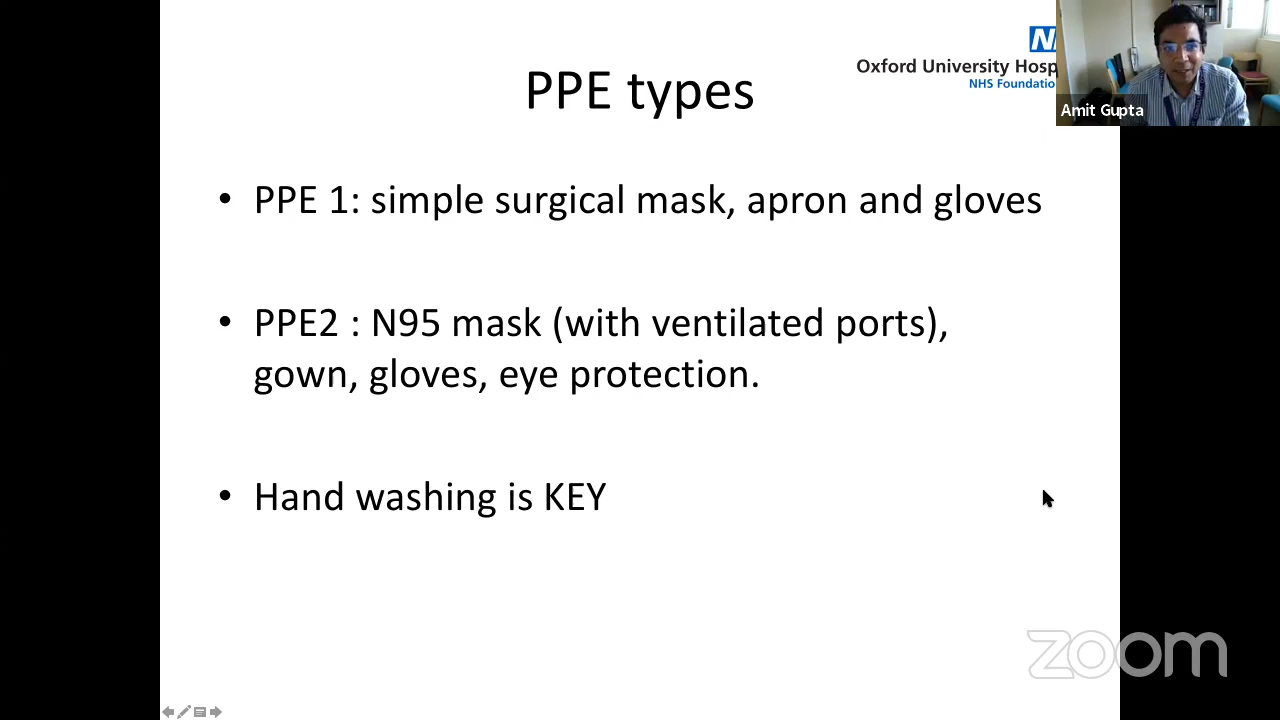 PPE types
Oxford University Hosp
NHS Foundatio
Amit Gupta
• PPE 1: simple surgical mask, apron and gloves
• PPE2 : N95 mask (with ventilated ports),
gown, gloves, eye protection.
• Hand washing is KEY
zoom